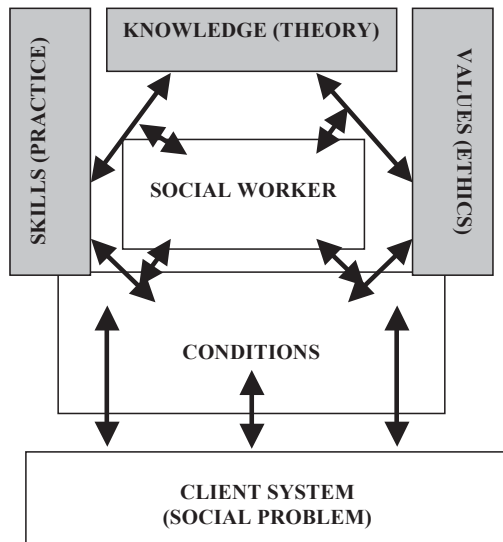 KNOWLEDGE (THEORY)
SKILLS (PRACTICE)
VALUES (ETHICS)
SOCIAL WORKER
CONDITIONS
CLIENT SYSTEM
(SOCIAL PROBLEM)